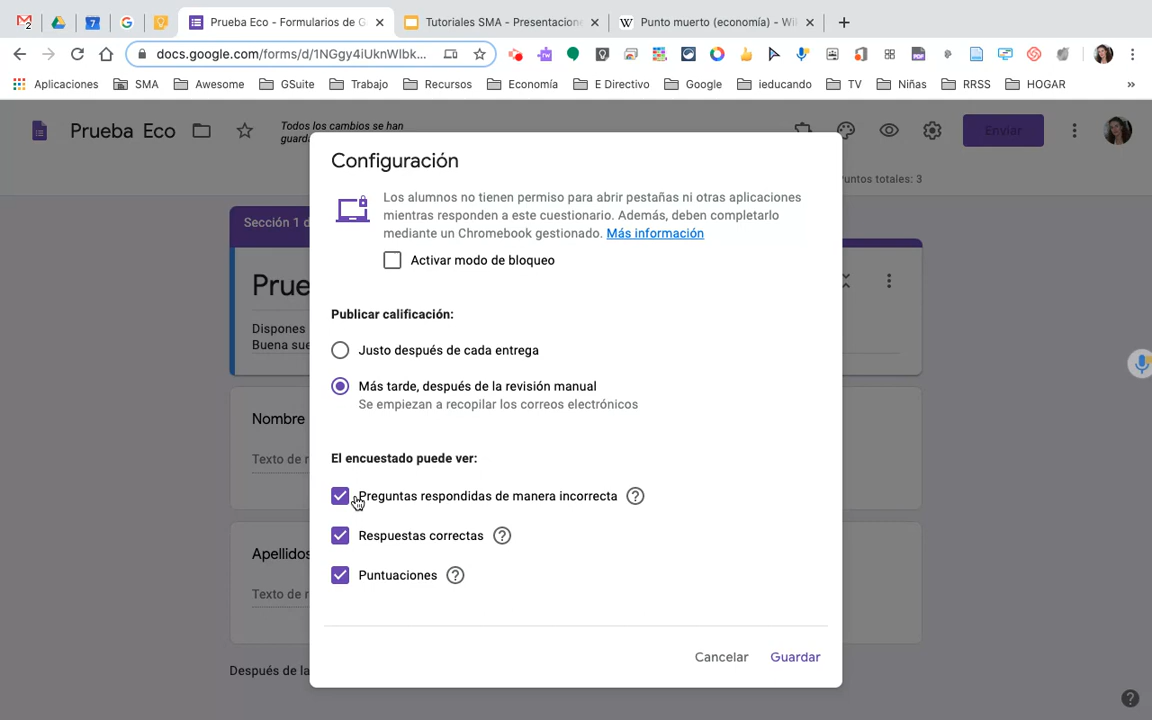 Prueba Eco - Formularios de G
Tutoriales SMA - Presentacione
Punto muerto (economía) - Wi
docs.google.com/forms/d/1NGgy4iUknWIbk...
Aplicaciones SMA Awesome GSuite Trabajo Recursos Economía E Directivo Google ieducando TV Niñas RRSS HOGAR »
Prueba Eco
Todos los cambios se han
guard
Enviar
untos totales: 3
Sección 1 d
Prue
Dispones
Buena sue
Nombre
Texto de r
Apellidos
Texto de r
Después de la
Configuración
Los alumnos no tienen permiso para abrir pestañas ni otras aplicaciones
mientras responden a este cuestionario. Además, deben completarlo
mediante un Chromebook gestionado. Más información
Activar modo de bloqueo
Publicar calificación:
Justo después de cada entrega
Más tarde, después de la revisión manual
Se empiezan a recopilar los correos electrónicos
El encuestado puede ver:
Preguntas respondidas de manera incorrecta
Respuestas correctas
Puntuaciones
Cancelar Guardar